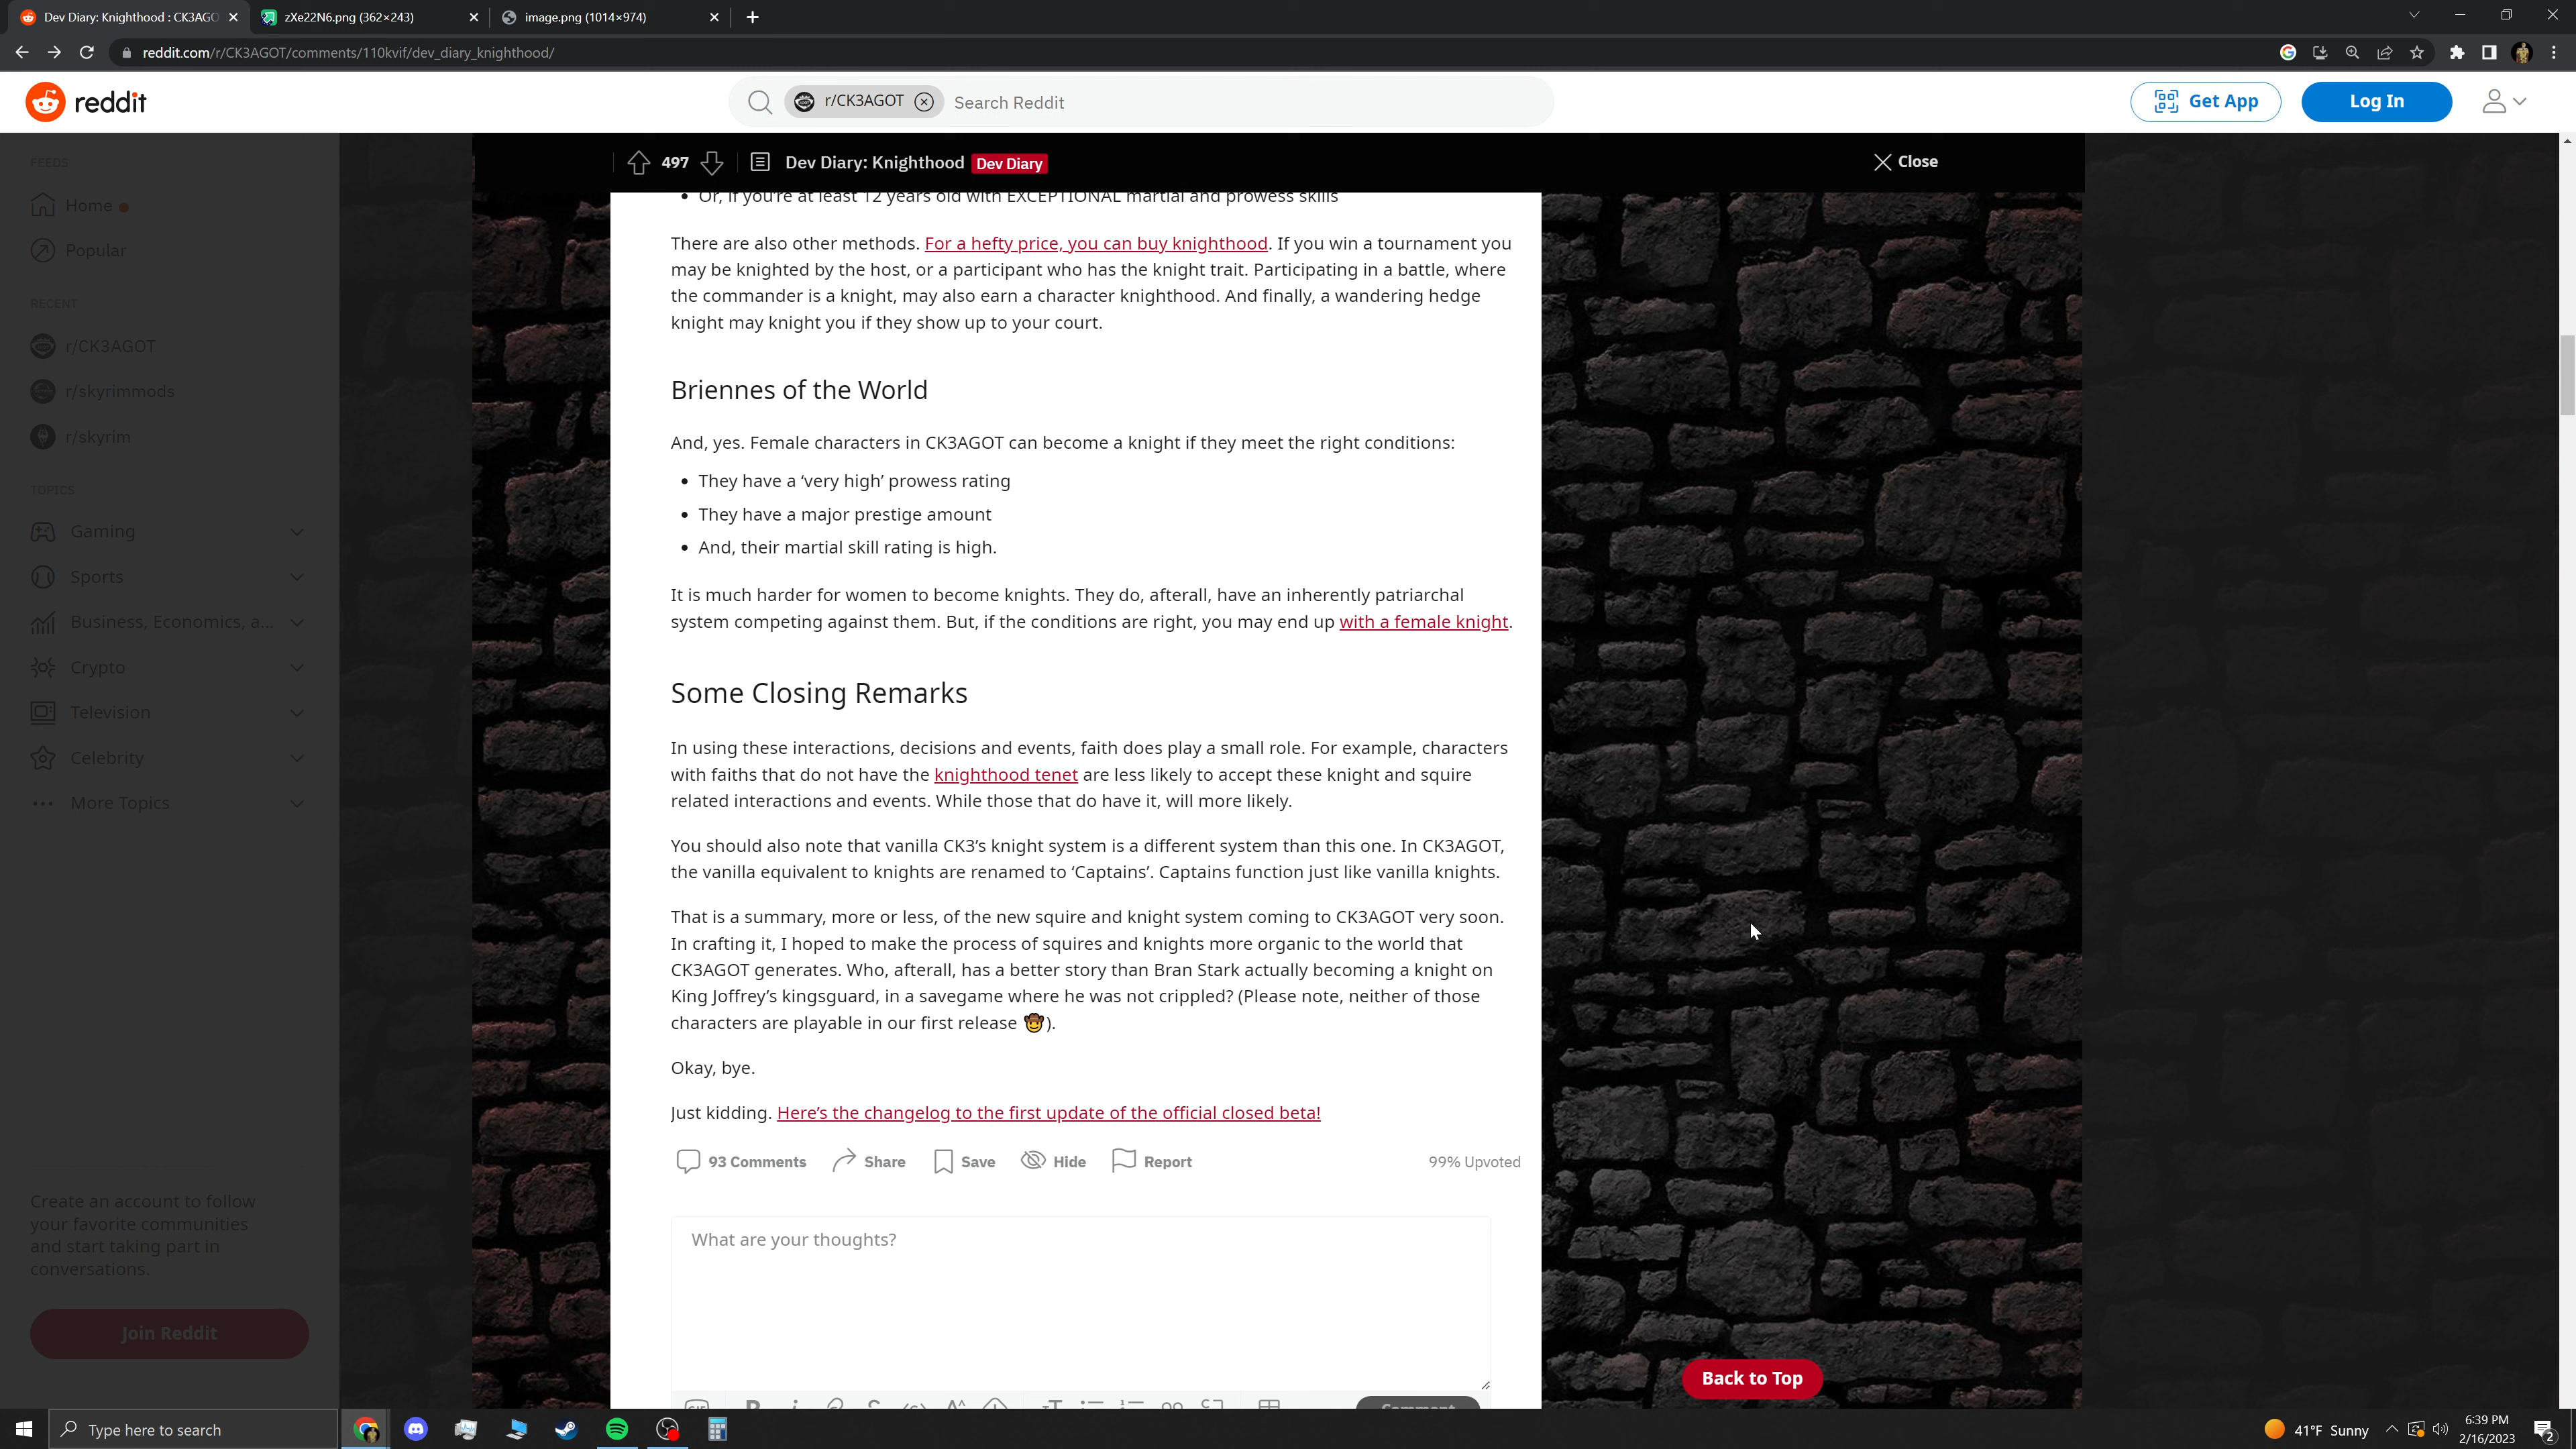 Dev Diary: Knighthood : CK3AGO
zXe22N6.png (362×243)
image.png (1014×974)
reddit.com/r/CK3AGOT/comments/110kvif/dev_diary_knighthood/
reddit
r/CK3AGOT
Search Reddit
Get App
Log In
497
Dev Diary: Knighthood
Dev Diary
Close
FEEDS
Home
Popular
RECENT
r/CK3AGOT
r/skyrimmods
r/skyrim
TOPICS
Gaming
Sports
Business, Economics, a...
Crypto
Television
Celebrity
More Topics
Create an account to follow
your favorite communities
and start taking part in
conversations.
Join Reddit
• Or, if you're at least 12 years old with EXCEPTIONAL martial and prowess skills
There are also other methods. For a hefty price, you can buy knighthood. If you win a tournament you
may be knighted by the host, or a participant who has the knight trait. Participating in a battle, where
the commander is a knight, may also earn a character knighthood. And finally, a wandering hedge
knight may knight you if they show up to your court.
Briennes of the World
And, yes. Female characters in CK3AGOT can become a knight if they meet the right conditions:
• They have a ‘very high’ prowess rating
• They have a major prestige amount
• And, their martial skill rating is high.
It is much harder for women to become knights. They do, afterall, have an inherently patriarchal
system competing against them. But, if the conditions are right, you may end up with a female knight.
Some Closing Remarks
In using these interactions, decisions and events, faith does play a small role. For example, characters
with faiths that do not have the knighthood tenet are less likely to accept these knight and squire
related interactions and events. While those that do have it, will more likely.
You should also note that vanilla CK3’s knight system is a different system than this one. In CK3AGOT,
the vanilla equivalent to knights are renamed to ‘Captains’. Captains function just like vanilla knights.
That is a summary, more or less, of the new squire and knight system coming to CK3AGOT very soon.
In crafting it, I hoped to make the process of squires and knights more organic to the world that
CK3AGOT generates. Who, afterall, has a better story than Bran Stark actually becoming a knight on
King Joffrey’s kingsguard, in a savegame where he was not crippled? (Please note, neither of those
characters are playable in our first release 🤠).
Okay, bye.
Just kidding. Here’s the changelog to the first update of the official closed beta!
93 Comments
Share
Save
Hide
Report
99% Upvoted
What are your thoughts?
Comment
Back to Top
Type here to search
41°F Sunny
6:39 PM
2/16/2023
2